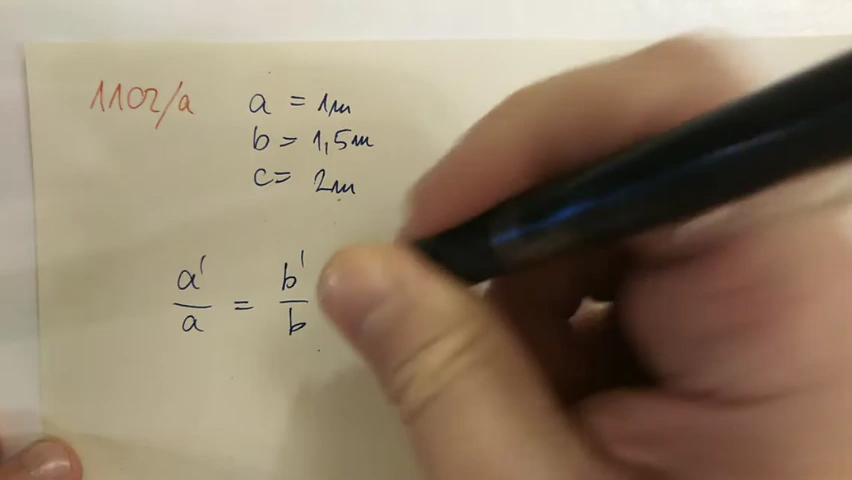 1102/a a = 1m
b = 1,5m
c = 2m
a'/a = b'/b